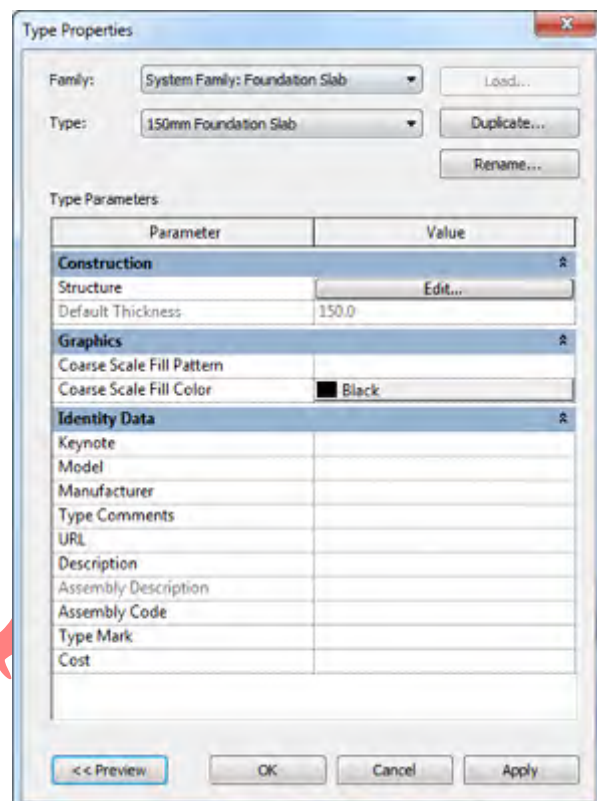 Type Properties
Family: System Family: Foundation Slab Load...
Type: 150mm Foundation Slab Duplicate...
Rename...
Type Parameters
Parameter Value
Construction
Structure Edit...
Default Thickness 150.0
Graphics
Coarse Scale Fill Pattern
Coarse Scale Fill Color Black
Identity Data
Keynote
Model
Manufacturer
Type Comments
URL
Description
Assembly Description
Assembly Code
Type Mark
Cost
<< Preview OK Cancel Apply